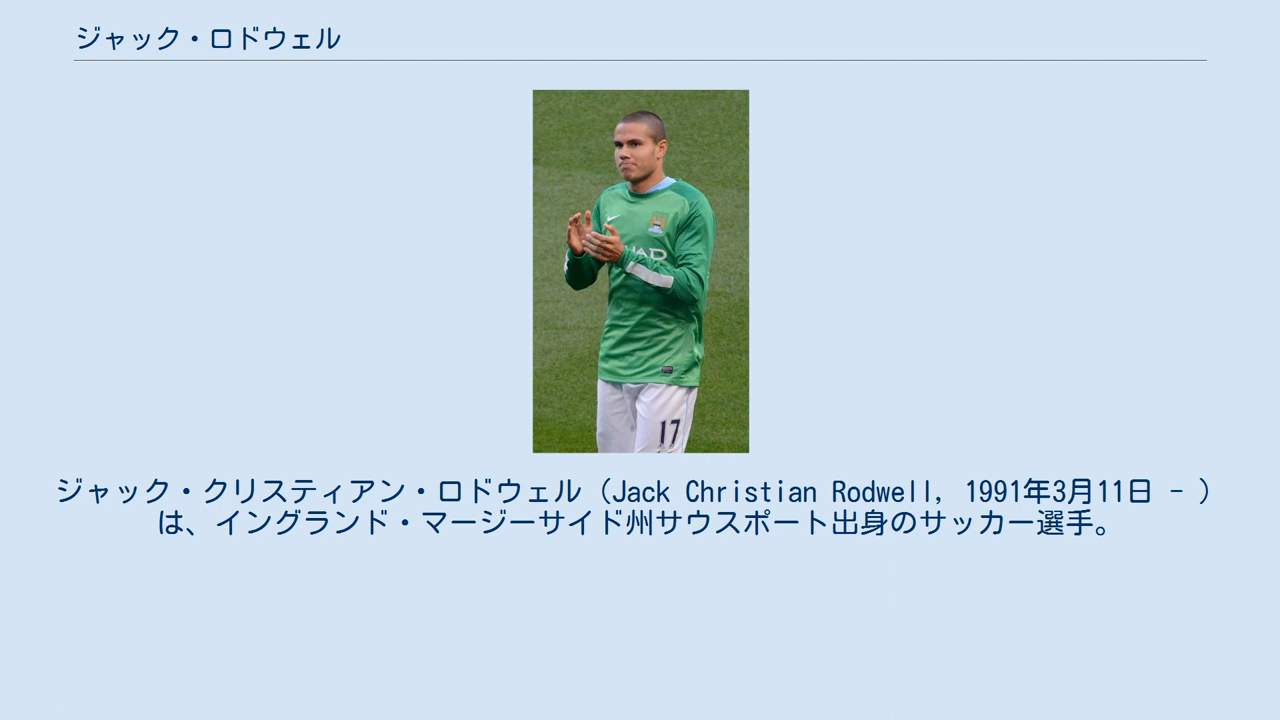 ジャック・ロドウェル
HAD
17
ジャック・クリスティアン・ロドウェル（Jack Christian Rodwell, 1991年3月11日 - ）
は、イングランド・マージーサイド州サウスポート出身のサッカー選手。